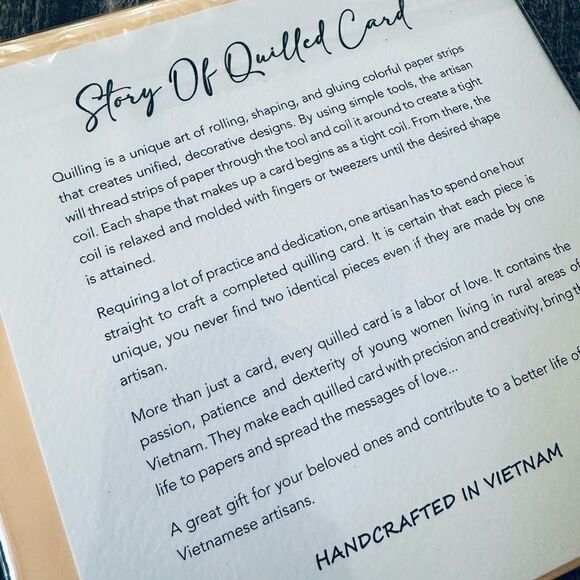 Story Of Quilled Card
Quilling is a unique art of rolling, shaping, and gluing colorful paper strips
that creates unified, decorative designs. By using simple tools, the artisan
will thread strips of paper through the tool and coil it around to create a tight
coil. Each shape that makes up a card begins as a tight coil. From there, the
coil is relaxed and molded with fingers or tweezers until the desired shape
is attained.
Requiring a lot of practice and dedication, one artisan has to spend one hour
straight to craft a completed quilling card. It is certain that each piece is
unique, you never find two identical pieces even if they are made by one
artisan.
More than just a card, every quilled card is a labor of love. It contains the
passion, patience and dexterity of young women living in rural areas of
Vietnam. They make each quilled card with precision and creativity, bring
life to papers and spread the messages of love...
A great gift for your beloved ones and contribute to a better life of
Vietnamese artisans.
HANDCRAFTED IN VIETNAM